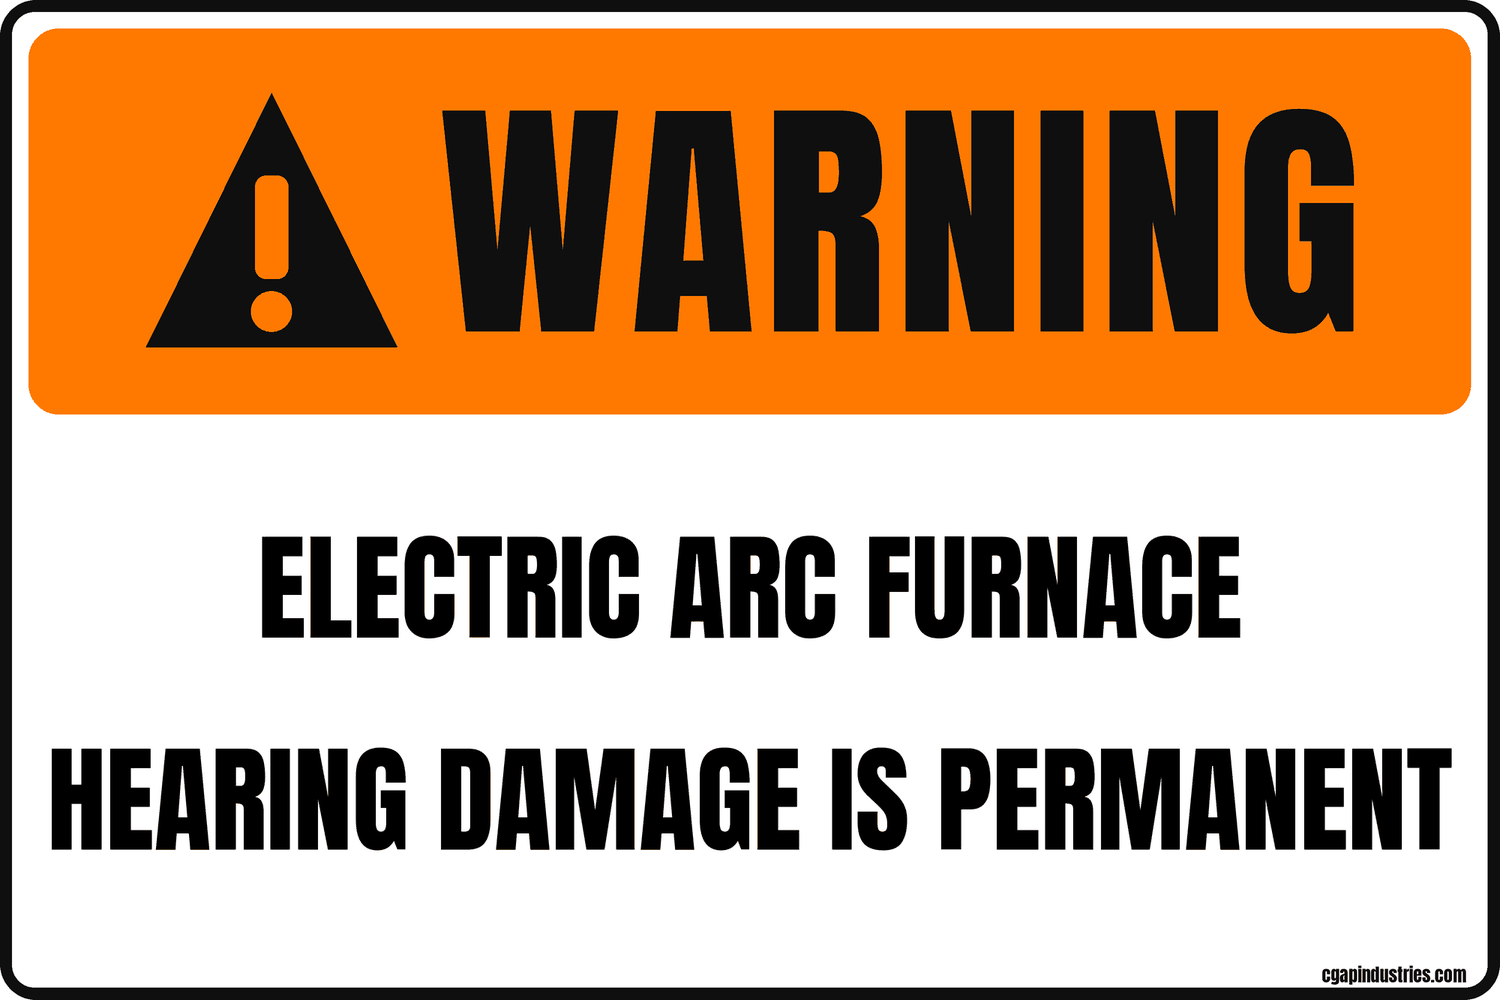 WARNING
ELECTRIC ARC FURNACE
HEARING DAMAGE IS PERMANENT
cgapindustries.com